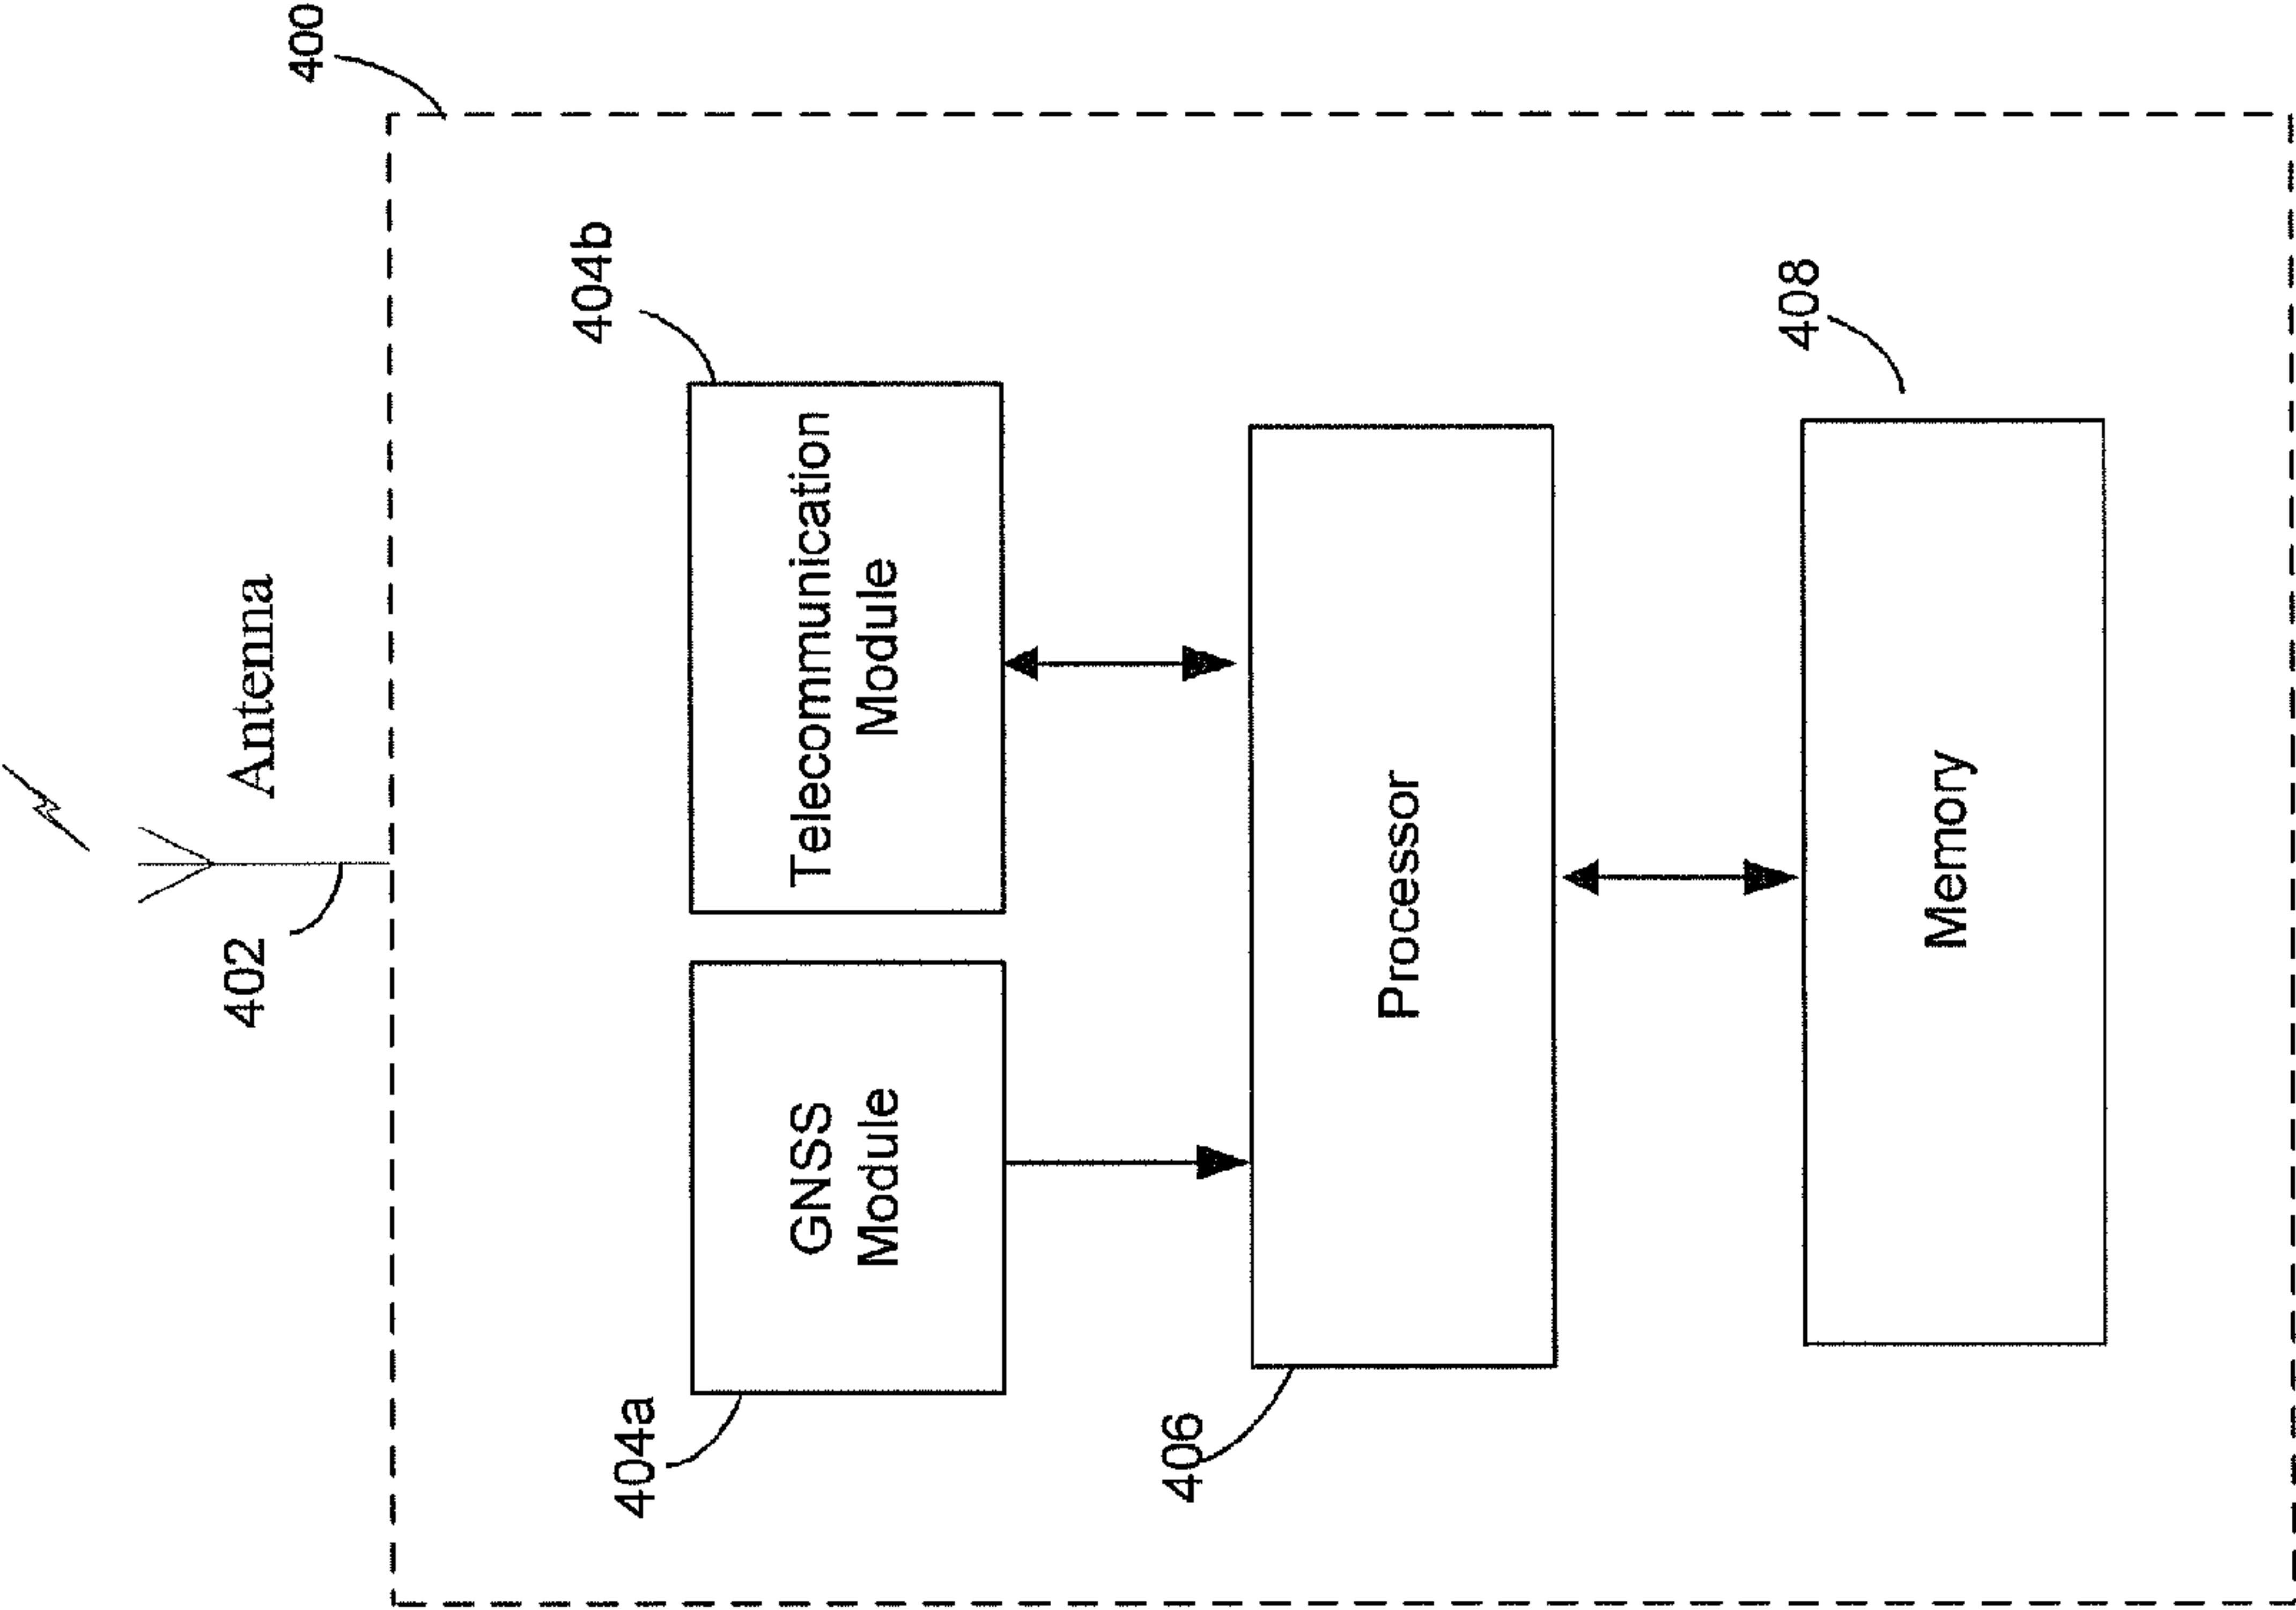 400
Antenna
402
404b
Telecommunication
Module
GNSS
Module
404a
Processor
406
408
Memory